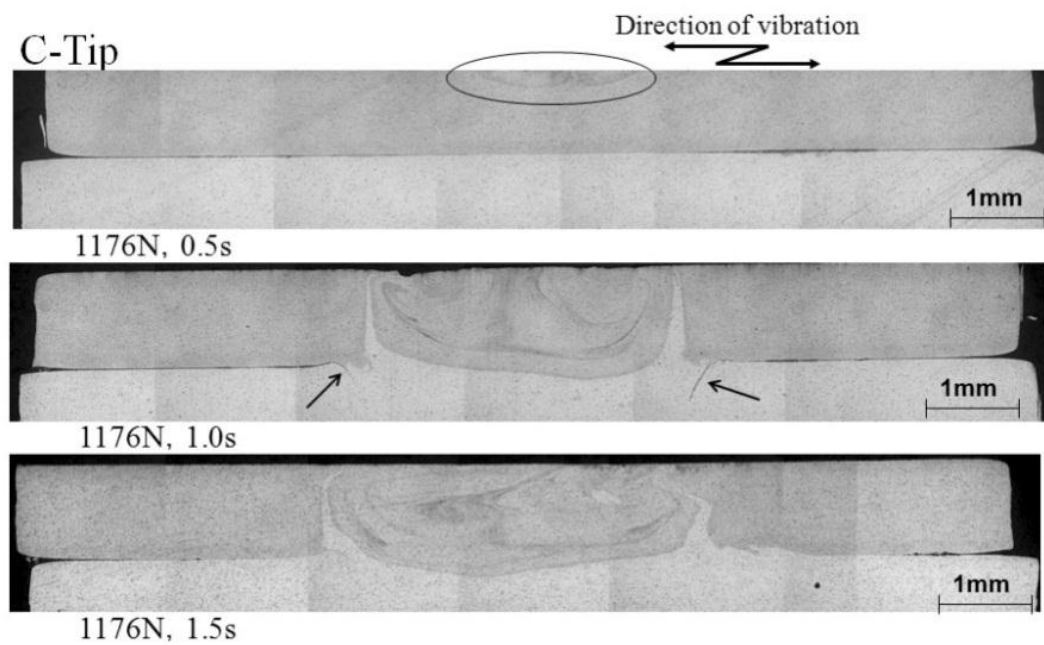 Direction of vibration
C-Tip
1mm
1176N, 0.5s
1mm
1176N, 1.0s
1mm
1176N, 1.5s